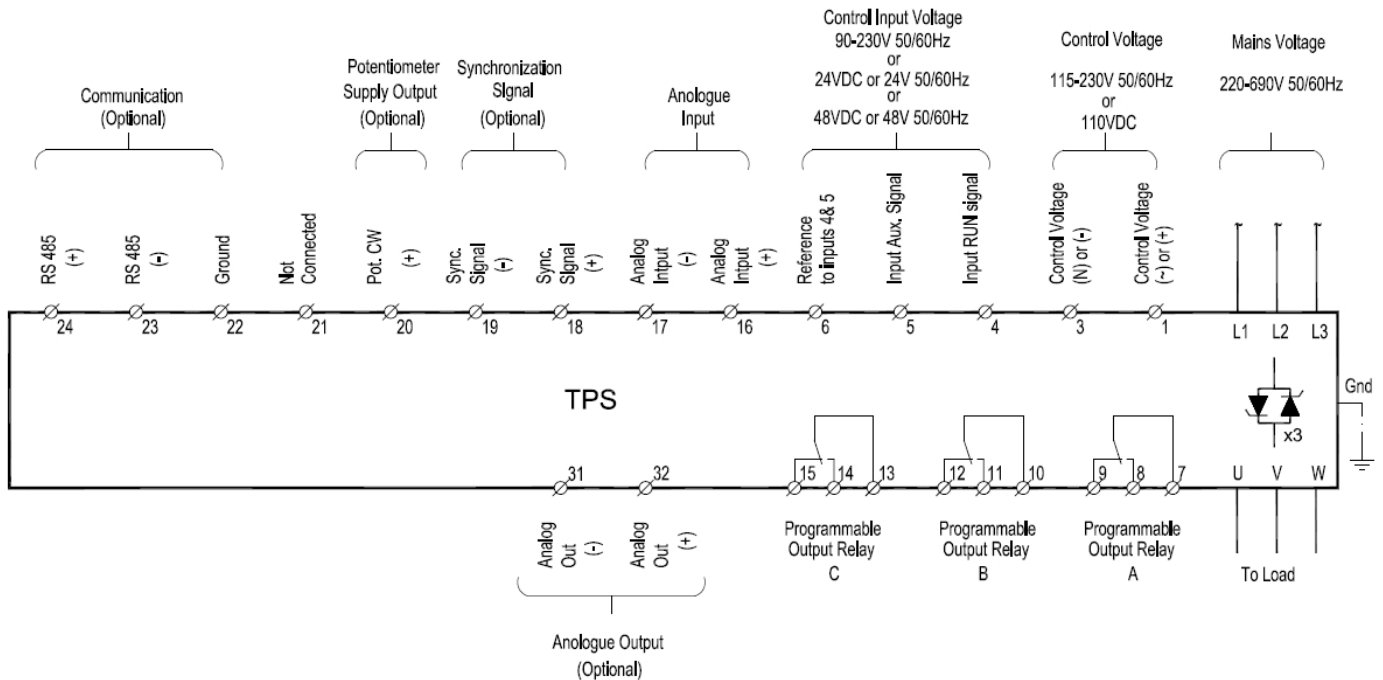 Control Input Voltage
90-230V 50/60Hz
or
24VDC or 24V 50/60Hz
or
48VDC or 48V 50/60Hz
Control Voltage
115-230V 50/60Hz
or
110VDC
Mains Voltage
220-690V 50/60Hz
Communication
(Optional)
Potentiometer
Supply Output
(Optional)
Synchronization
SIgnal
(Optional)
Anologue
Input
RS 485
(+)
RS 485
(-)
Ground
Not
Connected
Pot. CW
(+)
Sync.
Signal
(-)
Sync.
SIgnal
(+)
Analog
Intput
(-)
Analog
Intput
(+)
Reference
to inputs 4& 5
Input Aux. Signal
Input RUN signal
Control Voltage
(N) or (-)
Control Voltage
(~) or (+)
24
23
22
21
20
19
18
17
16
6
5
4
3
1
L1
L2
L3
TPS
x3
Gnd
31
32
15
14
13
12
11
10
9
8
7
U
V
W
Analog
Out
(-)
Analog
Out
(+)
Programmable
Output Relay
C
Programmable
Output Relay
B
Programmable
Output Relay
A
To Load
Anologue Output
(Optional)